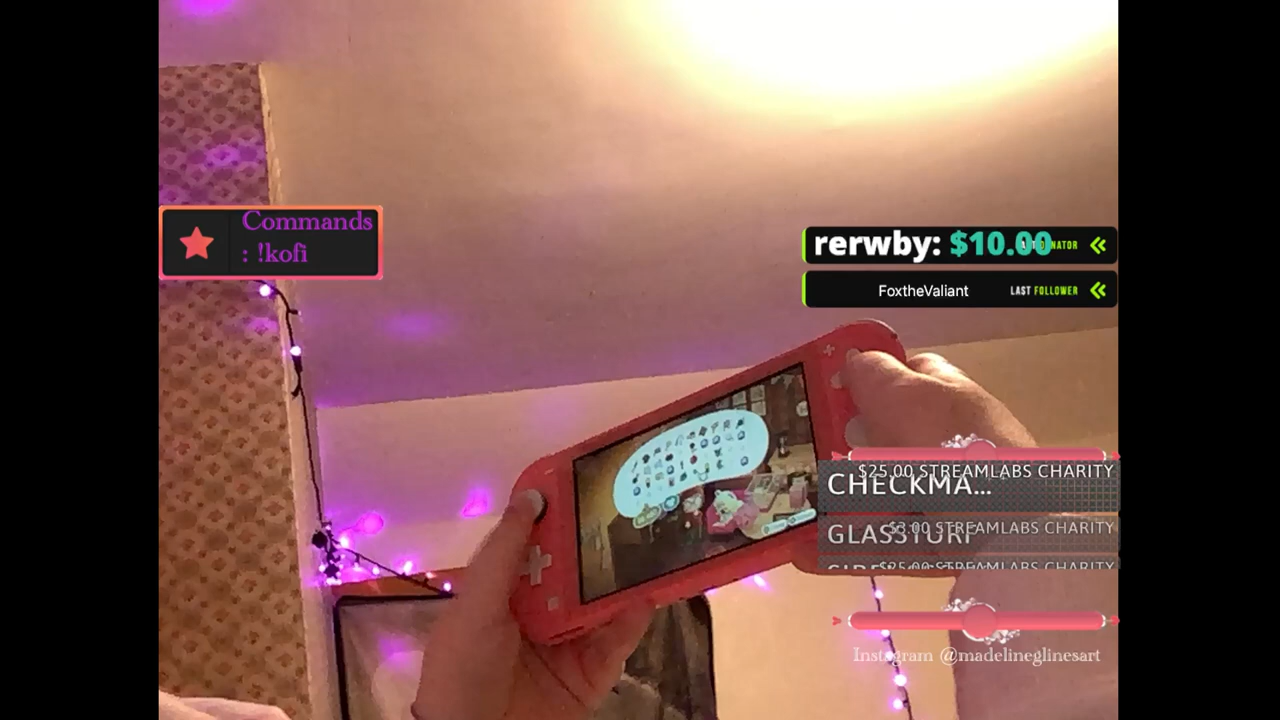 Commands
: !kofi
rerwby: $10.00
FoxtheValiant LAST FOLLOWER
$25.00 STREAMLABS CHARITY
CHECKMA...
$3.00 STREAMLABS CHARITY
$25.00 STREAMLABS CHARITY
Instagram @madelineglinesart